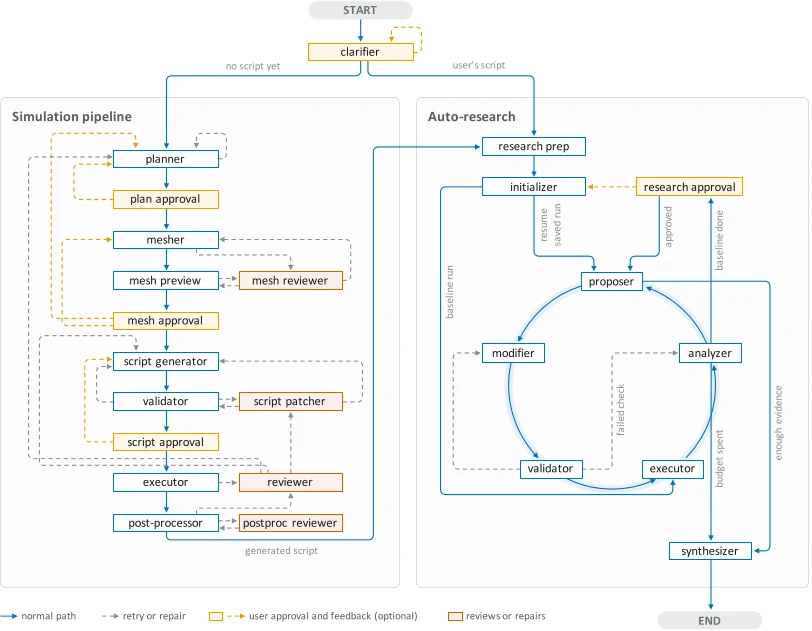 START
clarifier
no script yet
user's script
Simulation pipeline
planner
plan approval
mesher
mesh preview
mesh reviewer
mesh approval
script generator
validator
script patcher
script approval
executor
reviewer
post-processor
postproc reviewer
generated script
Auto-research
research prep
initializer
research approval
resume
saved run
approved
baseline done
proposer
baseline run
modifier
analyzer
failed check
enough evidence
validator
executor
budget spent
synthesizer
END
normal path
retry or repair
user approval and feedback (optional)
reviews or repairs